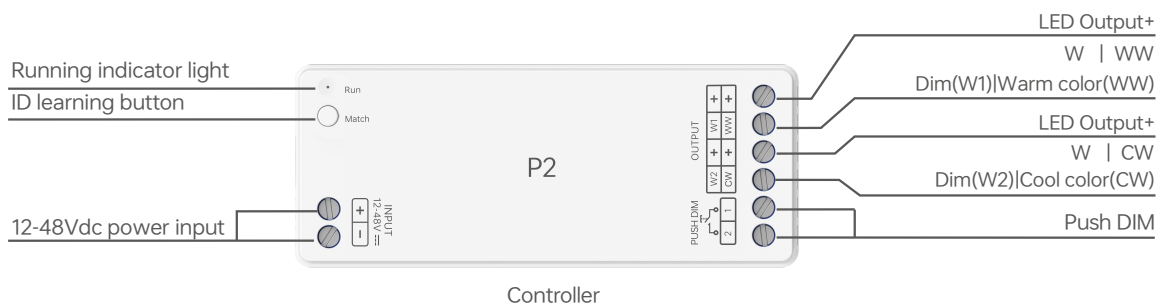 Running indicator light
ID learning button
12-48Vdc power input
Run
Match
P2
INPUT
12-48V
+
−
OUTPUT
+ +
W1 WW
+ +
W2 CW
PUSH DIM
1
2
LED Output+
W | WW
Dim(W1)|Warm color(WW)
LED Output+
W | CW
Dim(W2)|Cool color(CW)
Push DIM
Controller